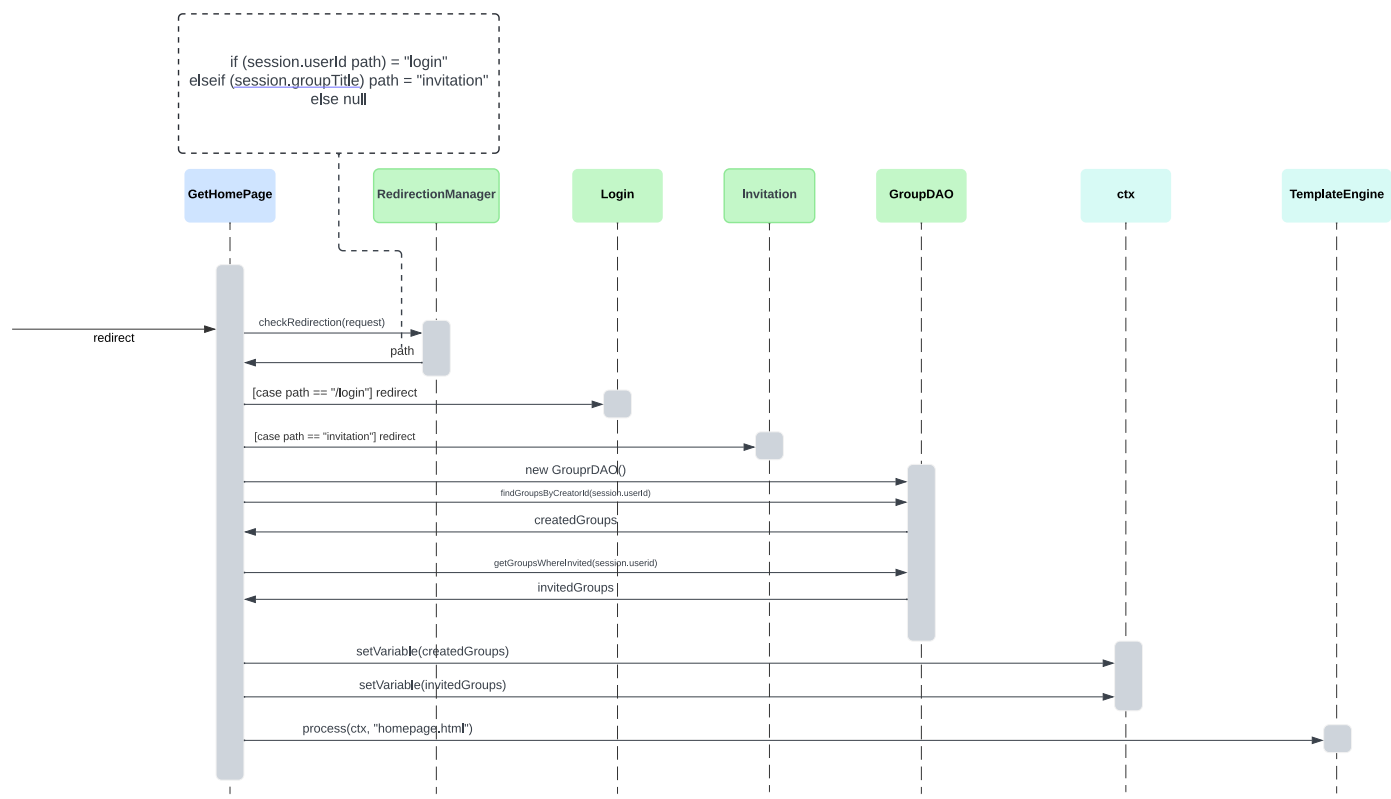 if (session.userId path) = "login"
elseif (session.groupTitle) path = "invitation"
else null
GetHomePage
RedirectionManager
Login
Invitation
GroupDAO
ctx
TemplateEngine
checkRedirection(request)
redirect
path
[case path == "/login"] redirect
[case path == "invitation"] redirect
new GrouprDAO()
findGroupsByCreatorId(session.userId)
createdGroups
getGroupsWhereInvited(session.userid)
invitedGroups
setVariable(createdGroups)
setVariable(invitedGroups)
process(ctx, "homepage.html")